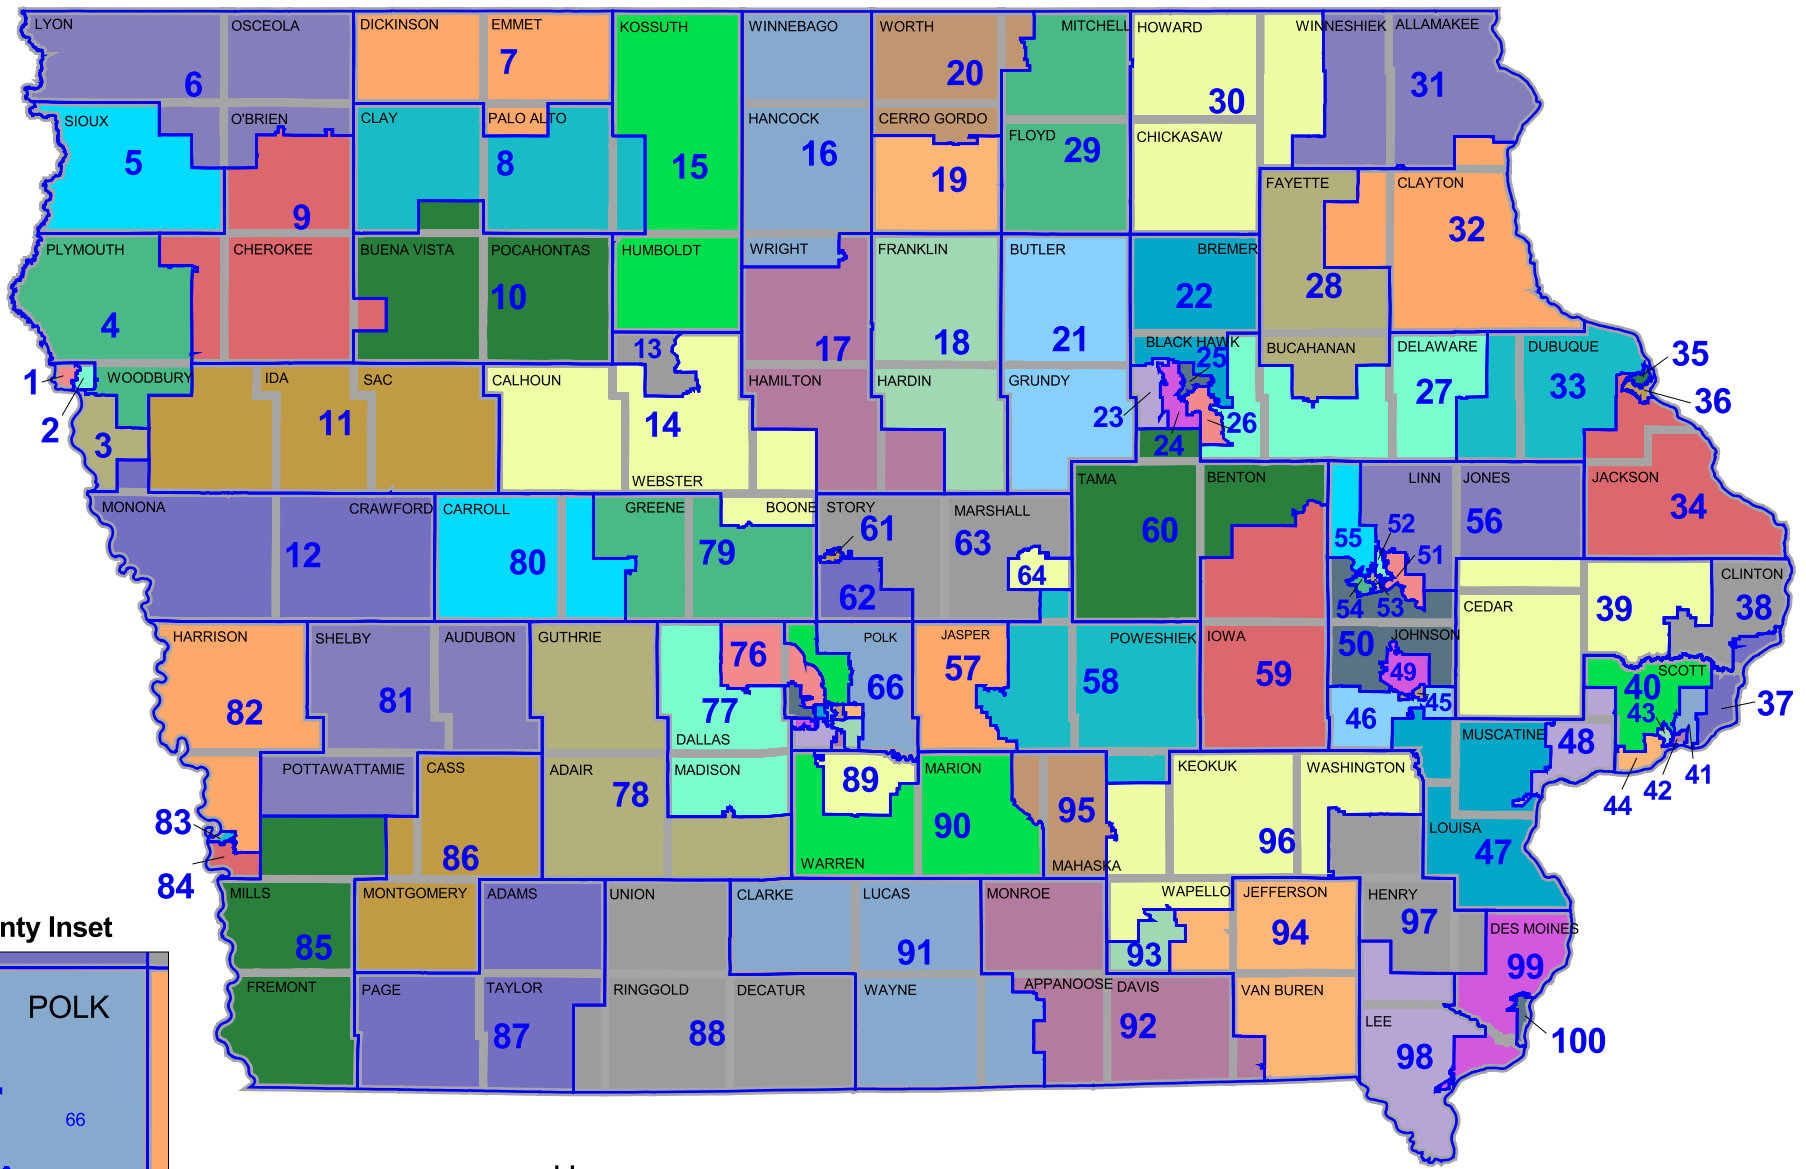 LYON OSCEOLA DICKINSON EMMET KOSSUTH WINNEBAGO WORTH MITCHELL HOWARD WINNESHIEK ALLAMAKEE
6 7 20 30 31
SIOUX O'BRIEN CLAY PALO ALTO HANCOCK CERRO GORDO FLOYD CHICKASAW
5 9 8 15 16 19 29
FAYETTE CLAYTON
28 32
PLYMOUTH CHEROKEE BUENA VISTA POCAHONTAS HUMBOLDT WRIGHT FRANKLIN BUTLER BREMER
4 10 17 18 21 22
13 BLACK HAWK 25 BUCAHANAN DELAWARE DUBUQUE 35
1 WOODBURY IDA SAC CALHOUN HAMILTON HARDIN GRUNDY 27 33 36
2 3 11 14 23 24 26
WEBSTER
MONONA CRAWFORD CARROLL GREENE BOONE STORY MARSHALL TAMA BENTON LINN JONES JACKSON
12 80 79 61 63 60 55 52 56 34
62 64 51
54 53 CEDAR 39 CLINTON 38
HARRISON SHELBY AUDUBON GUTHRIE 76 POLK JASPER POWESHIEK IOWA 50 JOHNSON
82 81 77 66 57 58 59 49 SCOTT
46 45 40 43 37
DALLAS MUSCATINE 48
POTTAWATTAMIE CASS ADAIR MADISON 89 MARION KEOKUK WASHINGTON
83 78 90 95 96 44 42 41
86 WARREN MAHASKA LOUISA 47
84
MILLS MONTGOMERY ADAMS UNION CLARKE LUCAS MONROE WAPELLO JEFFERSON HENRY DES MOINES
nty Inset
85 91 93 94 97 99
FREMONT PAGE TAYLOR RINGGOLD DECATUR WAYNE APPANOOSE DAVIS VAN BUREN LEE
POLK
87 88 92 98 100
66